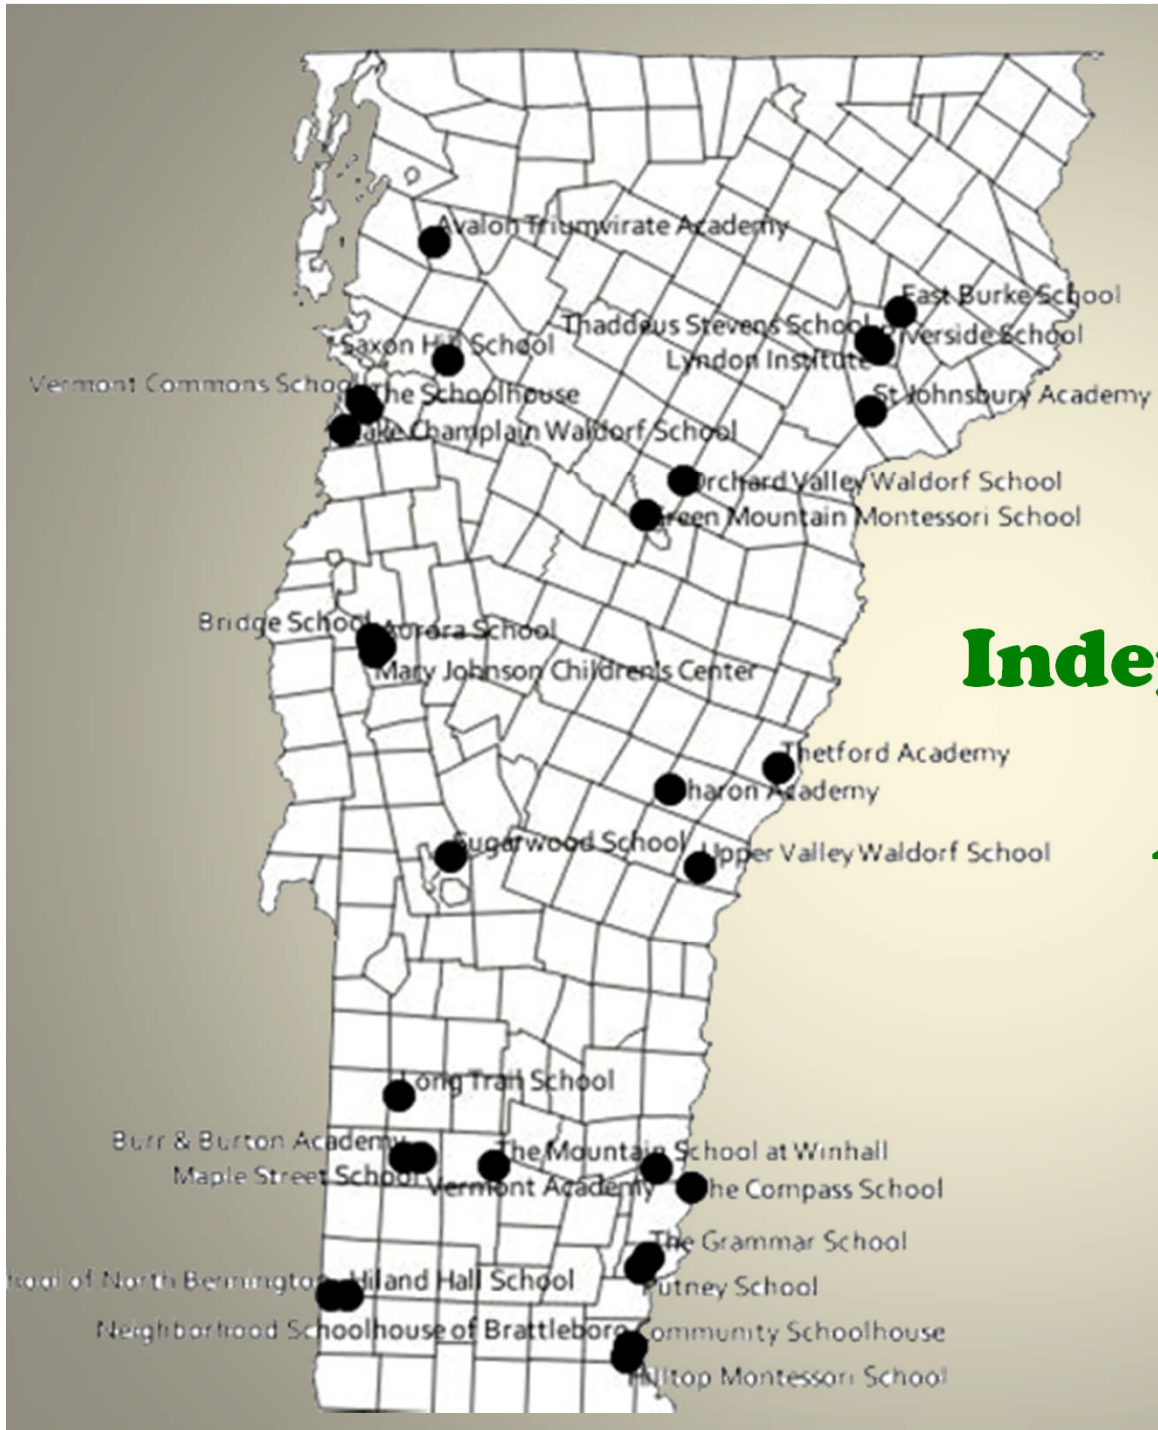 Avalon Triumvirate Academy
East Burke School
Thaddeus Stevens School
Riverside School
Saxon Hill School
Lyndon Institute
Vermont Commons School
The Schoolhouse
St Johnsbury Academy
Lake Champlain Waldorf School
Orchard Valley Waldorf School
Green Mountain Montessori School
Bridge School
Aurora School
Inde
Mary Johnson Children's Center
Thetford Academy
Sharon Academy
Sugarwood School
Upper Valley Waldorf School
Long Trail School
Burr & Burton Academy
The Mountain School at Winhall
Maple Street School
Vermont Academy
The Compass School
The Grammar School
hool of North Bennington
Hiland Hall School
Putney School
Neighborhood Schoolhouse of Brattleboro
Community Schoolhouse
Hilltop Montessori School